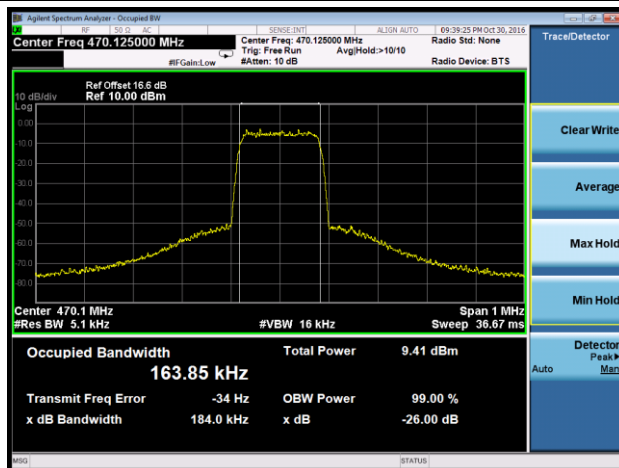 Agilent Spectrum Analyzer - Occupied BW
RF 50 Ω AC SENSE:INT ALIGN AUTO 09:39:25 PM Oct 30, 2016
Center Freq 470.125000 MHz Center Freq: 470.125000 MHz Radio Std: None
Trig: Free Run Avg|Hold:>10/10
#IFGain:Low #Atten: 10 dB Radio Device: BTS
Trace/Detector
Ref Offset 16.6 dB
10 dB/div Ref 10.00 dBm
Log
0.00
-10.0
-20.0
-30.0
-40.0
-50.0
-60.0
-70.0
-80.0
Center 470.1 MHz Span 1 MHz
#Res BW 5.1 kHz #VBW 16 kHz Sweep 36.67 ms
Occupied Bandwidth Total Power 9.41 dBm
163.85 kHz
Transmit Freq Error -34 Hz OBW Power 99.00 %
x dB Bandwidth 184.0 kHz x dB -26.00 dB
Clear Write
Average
Max Hold
Min Hold
Detector
Peak▶
Auto Man
MSG STATUS